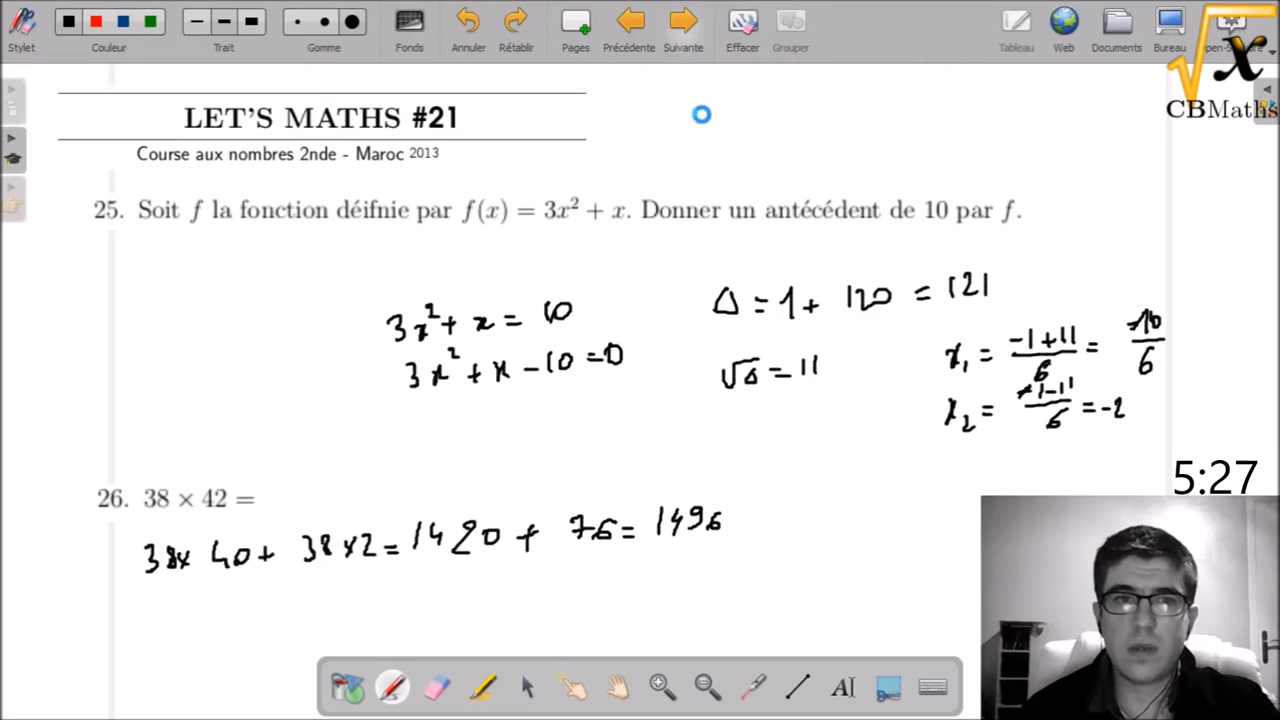 Stylet Couleur Trait Gomme Fonds Annuler Rétablir Pages Précédente Suivante Effacer Grouper Tableau Web Documents Bureau
CBMaths
LET'S MATHS #21
Course aux nombres 2nde - Maroc 2013
25. Soit f la fonction déifnie par f(x) = 3x² + x. Donner un antécédent de 10 par f.
3x² + x = 10
3x² + x - 10 = 0
Δ = 1 + 120 = 121
√Δ = 11
x₁ = (-1 + 11)/6 = 10/6
x₂ = (-1 - 11)/6 = -2
5:27
26. 38 × 42 =
38 × 40 + 38 × 2 = 1420 + 76 = 1496
AI